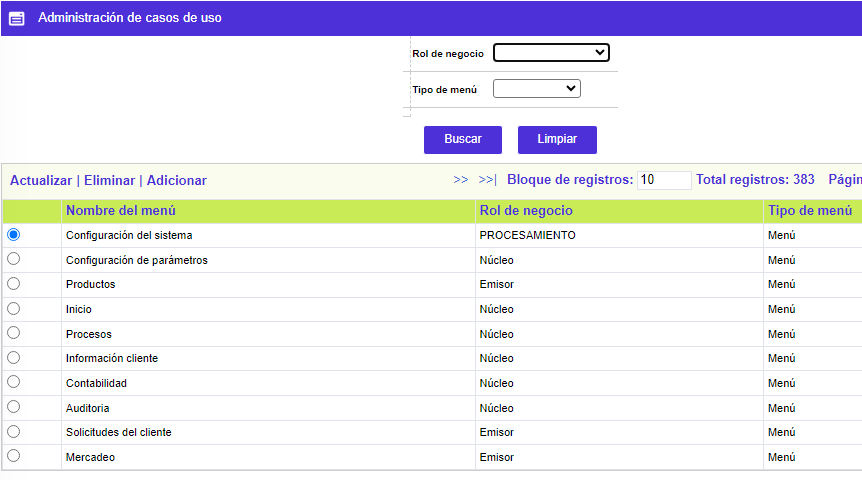 Administración de casos de uso
Rol de negocio
Tipo de menú
Buscar Limpiar
Actualizar | Eliminar | Adicionar >> >>| Bloque de registros: 10 Total registros: 383 Págin
Nombre del menú Rol de negocio Tipo de menú
Configuración del sistema PROCESAMIENTO Menú
Configuración de parámetros Núcleo Menú
Productos Emisor Menú
Inicio Núcleo Menú
Procesos Núcleo Menú
Información cliente Núcleo Menú
Contabilidad Núcleo Menú
Auditoria Núcleo Menú
Solicitudes del cliente Emisor Menú
Mercadeo Emisor Menú